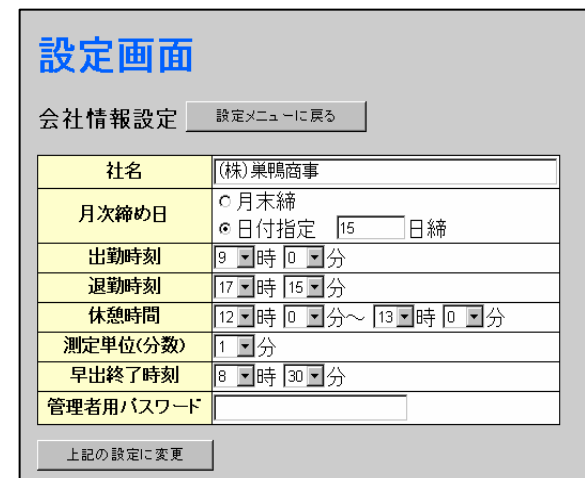 設定画面
会社情報設定 設定メニューに戻る
社名 (株)巣鴨商事
月次締め日 月末締
日付指定 15 日締
出勤時刻 9 時 0 分
退勤時刻 17 時 15 分
休憩時間 12 時 0 分～ 13 時 0 分
測定単位(分数) 1 分
早出終了時刻 8 時 30 分
管理者用パスワード
上記の設定に変更